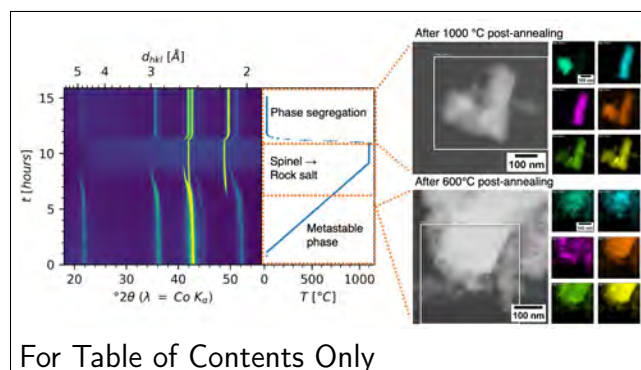 d_hkl [Å]
5 4 3 2
15
10
5
0
t [hours]
20 30 40 50
°2θ (λ = Co Kα)
Phase segregation
Spinel →
Rock salt
Metastable
phase
0 500 1000
T [°C]
After 1000 °C post-annealing
100 nm
After 600°C post-annealing
100 nm
For Table of Contents Only